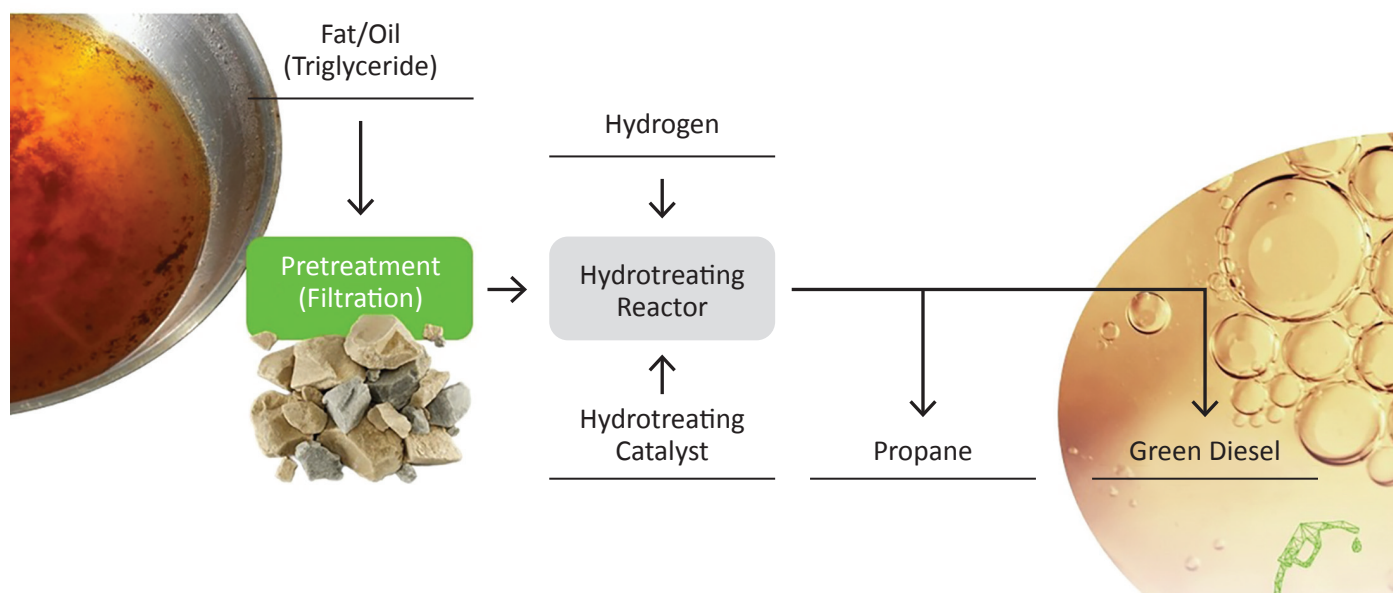 Fat/Oil
(Triglyceride)
Hydrogen
Pretreatment
(Filtration)
Hydrotreating
Reactor
Hydrotreating
Catalyst
Propane
Green Diesel